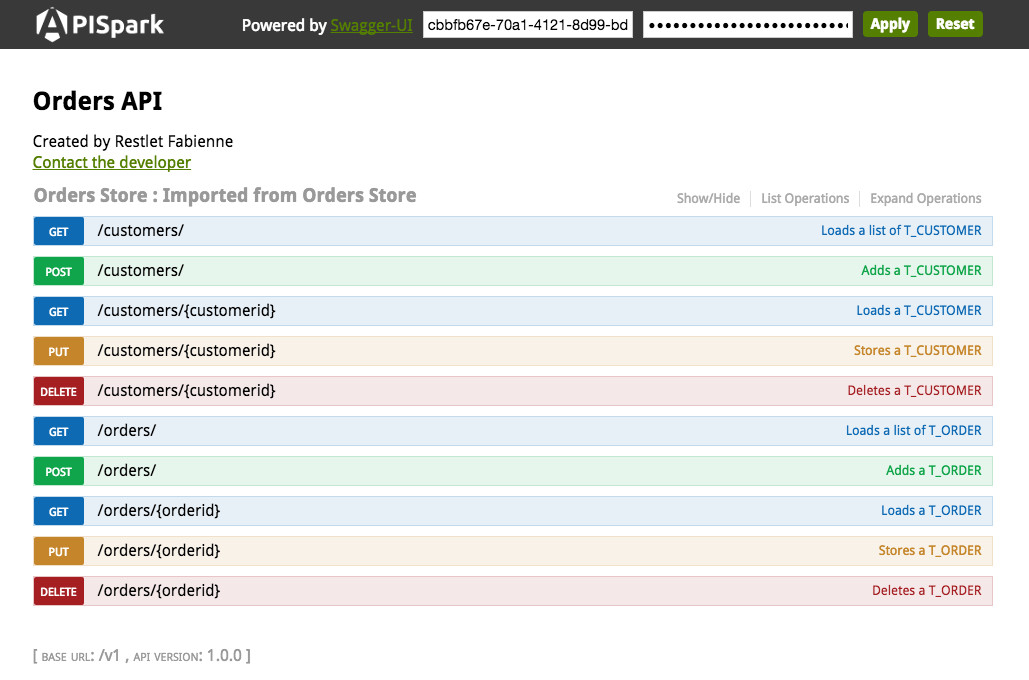 APISpark Powered by Swagger-UI cbbfb67e-70a1-4121-8d99-bd Apply Reset
Orders API
Created by Restlet Fabienne
Contact the developer
Orders Store : Imported from Orders Store Show/Hide List Operations Expand Operations
GET /customers/ Loads a list of T_CUSTOMER
POST /customers/ Adds a T_CUSTOMER
GET /customers/{customerid} Loads a T_CUSTOMER
PUT /customers/{customerid} Stores a T_CUSTOMER
DELETE /customers/{customerid} Deletes a T_CUSTOMER
GET /orders/ Loads a list of T_ORDER
POST /orders/ Adds a T_ORDER
GET /orders/{orderid} Loads a T_ORDER
PUT /orders/{orderid} Stores a T_ORDER
DELETE /orders/{orderid} Deletes a T_ORDER
[ BASE URL: /v1 , API VERSION: 1.0.0 ]